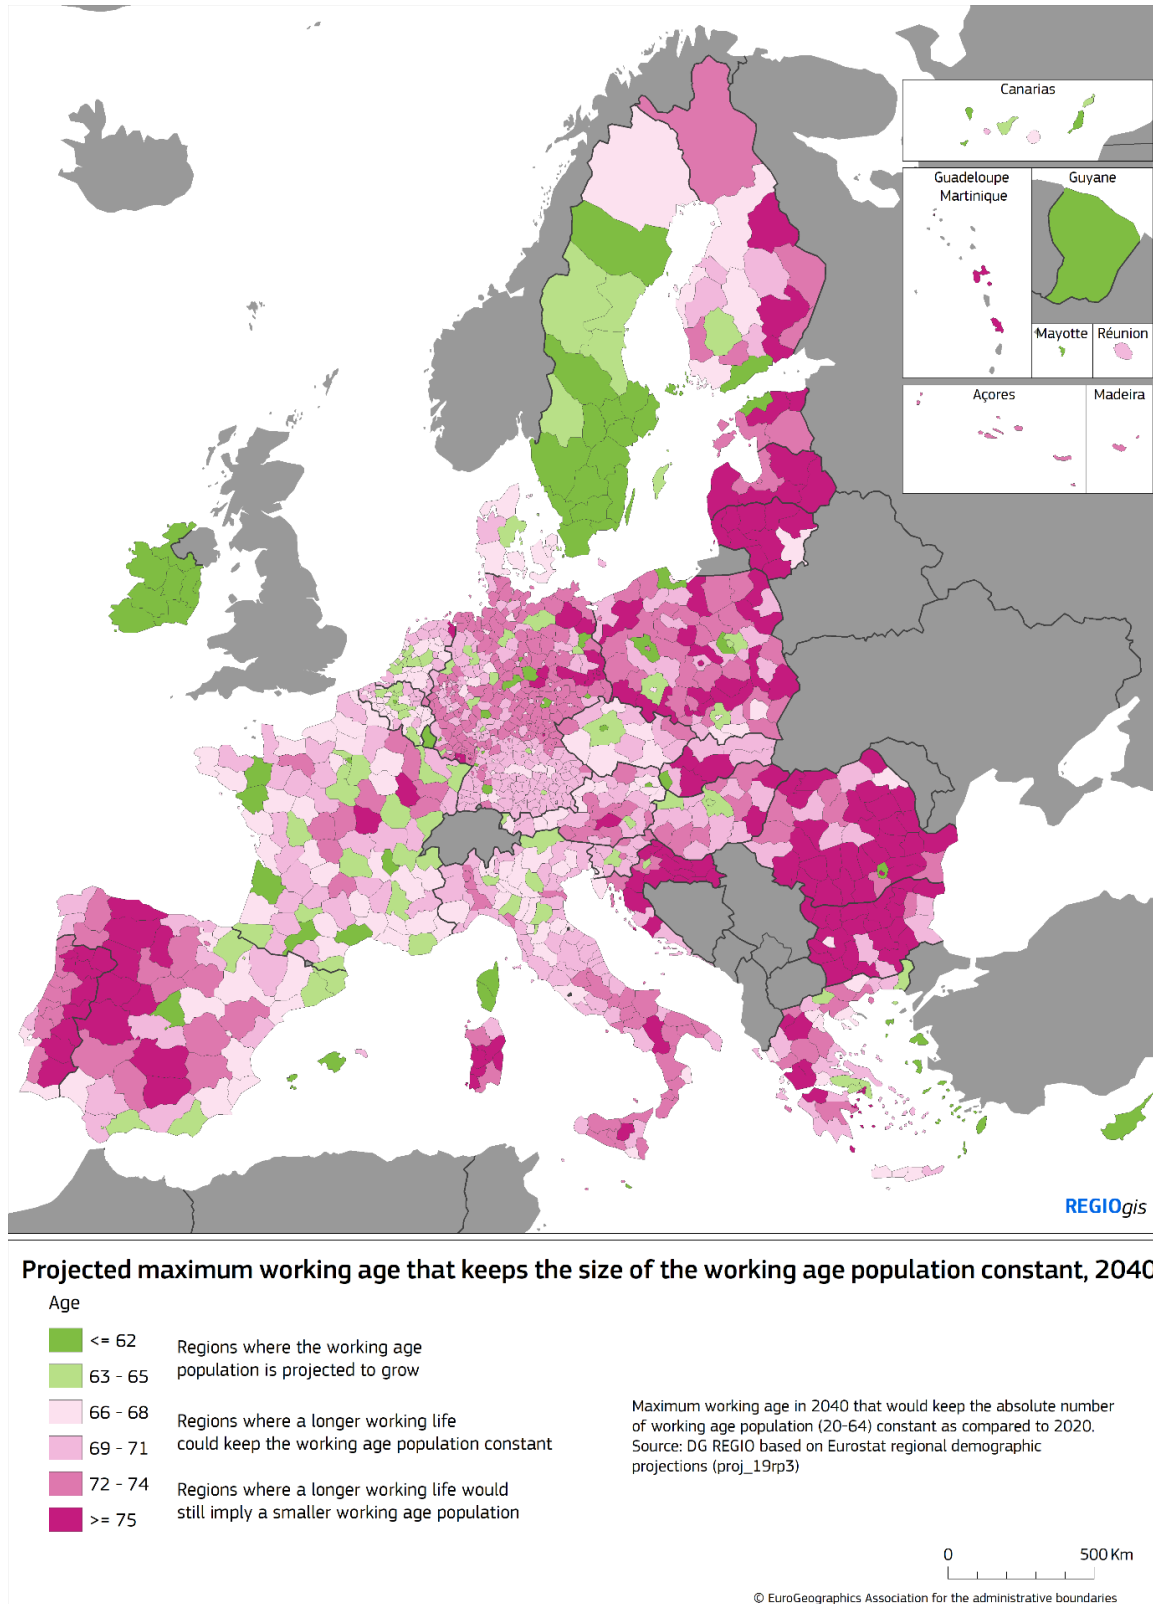 Canarias
Guadeloupe
Martinique
Guyane
Mayotte
Réunion
Açores
Madeira
REGIOgis
Projected maximum working age that keeps the size of the working age population constant, 2040
Age
<= 62
63 - 65
Regions where the working age
population is projected to grow
66 - 68
69 - 71
Regions where a longer working life
could keep the working age population constant
72 - 74
>= 75
Regions where a longer working life would
still imply a smaller working age population
Maximum working age in 2040 that would keep the absolute number
of working age population (20-64) constant as compared to 2020.
Source: DG REGIO based on Eurostat regional demographic
projections (proj_19rp3)
0 500 Km
© EuroGeographics Association for the administrative boundaries